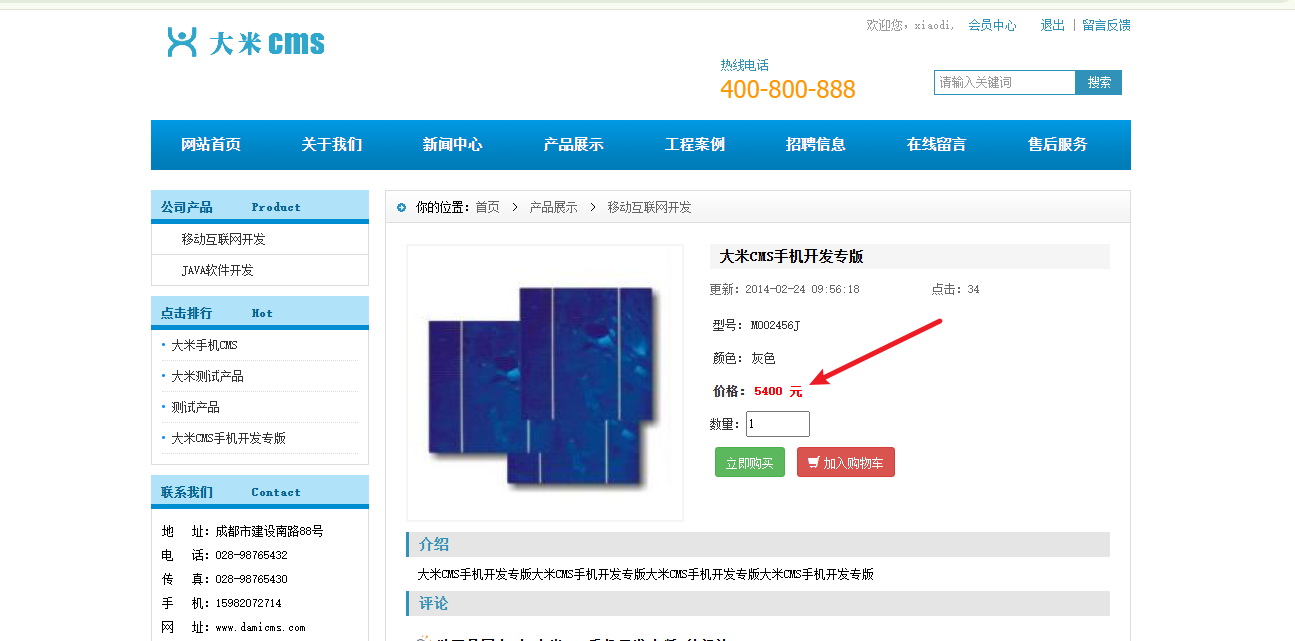 大米cms
欢迎您，xiaodi, 会员中心 退出 | 留言反馈
热线电话
400-800-888
请输入关键词 搜索
网站首页 关于我们 新闻中心 产品展示 工程案例 招聘信息 在线留言 售后服务
公司产品 Product
移动互联网开发
JAVA软件开发
点击排行 Hot
大米手机CMS
大米测试产品
测试产品
大米CMS手机开发专版
联系我们 Contact
地 址：成都市建设南路88号
电 话：028-98765432
传 真：028-98765430
手 机：15982072714
网 址：www.damicms.com
你的位置：首页 > 产品展示 > 移动互联网开发
大米CMS手机开发专版
更新：2014-02-24 09:56:18 点击：34
型号：M002456J
颜色：灰色
价格：5400 元
数量：1
立即购买 加入购物车
介绍
大米CMS手机开发专版大米CMS手机开发专版大米CMS手机开发专版大米CMS手机开发专版
评论